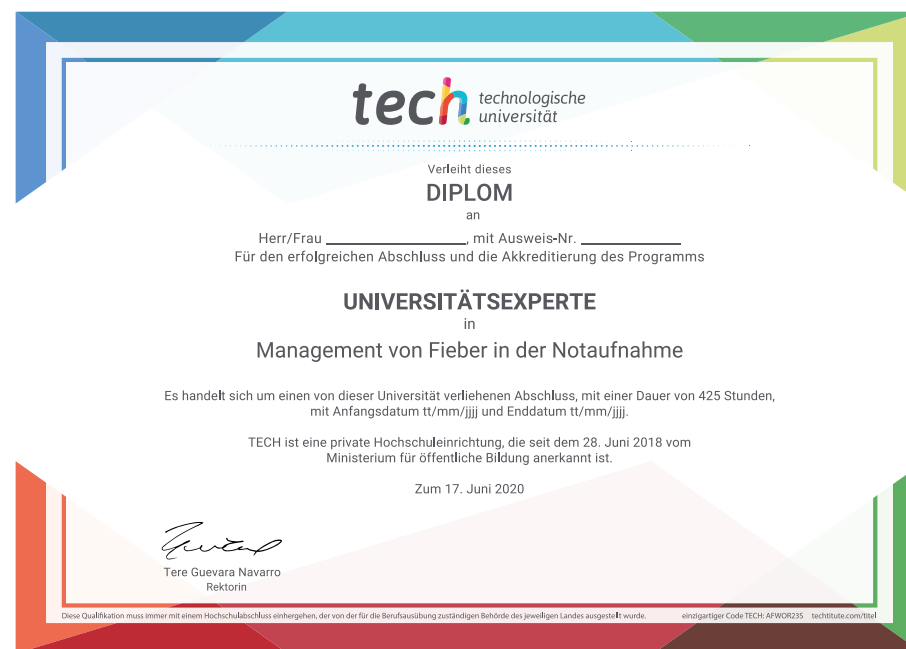 tech technologische
universität
Verleiht dieses
DIPLOM
an
Herr/Frau ____________________, mit Ausweis-Nr. ______________
Für den erfolgreichen Abschluss und die Akkreditierung des Programms
UNIVERSITÄTSEXPERTE
in
Management von Fieber in der Notaufnahme
Es handelt sich um einen von dieser Universität verliehenen Abschluss, mit einer Dauer von 425 Stunden,
mit Anfangsdatum tt/mm/jjjj und Enddatum tt/mm/jjjj.
TECH ist eine private Hochschuleinrichtung, die seit dem 28. Juni 2018 vom
Ministerium für öffentliche Bildung anerkannt ist.
Zum 17. Juni 2020
Tere Guevara Navarro
Rektorin
Diese Qualifikation muss immer mit einem Hochschulabschluss einhergehen, der von der für die Berufsausübung zuständigen Behörde des jeweiligen Landes ausgestellt wurde. einzigartiger Code TECH: AFWOR235 techtitute.com/titel